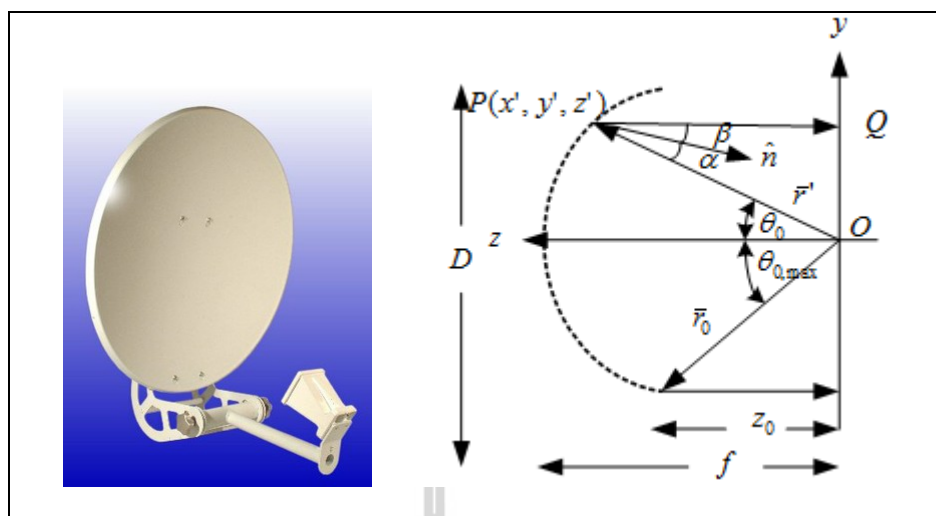 y
P(x', y', z')
Q
β
α
n̂
r̄'
θ₀
O
z
D
θ₀,max
r̄₀
z₀
f